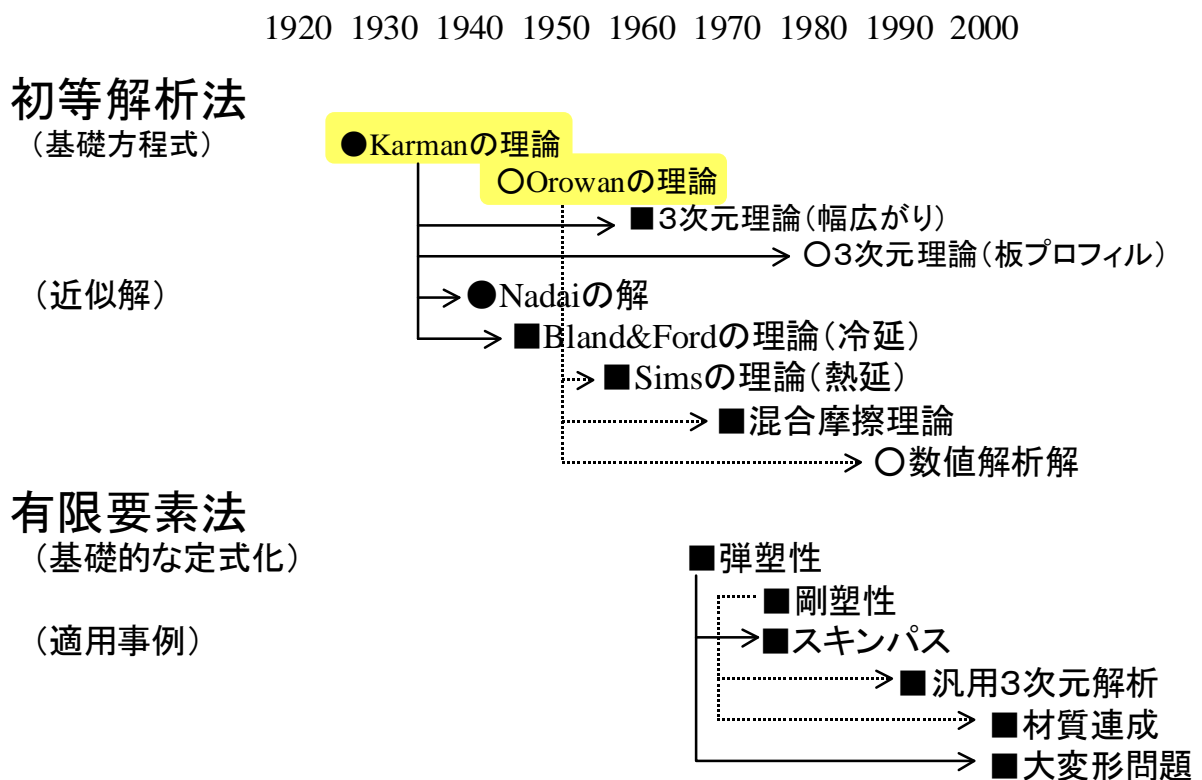 1920 1930 1940 1950 1960 1970 1980 1990 2000
初等解析法
（基礎方程式）
●Karmanの理論
○Orowanの理論
■3次元理論（幅広がり）
○3次元理論（板プロフィル）
（近似解）
●Nadaiの解
■Bland&Fordの理論（冷延）
■Simsの理論（熱延）
■混合摩擦理論
○数値解析解
有限要素法
（基礎的な定式化）
■弾塑性
■剛塑性
（適用事例）
■スキンパス
■汎用3次元解析
■材質連成
■大変形問題